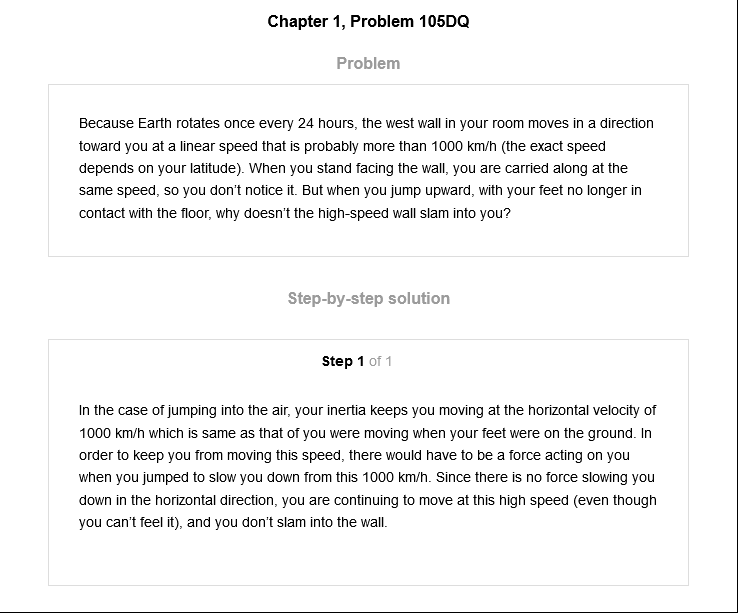 Chapter 1, Problem 105DQ
Problem
Because Earth rotates once every 24 hours, the west wall in your room moves in a direction
toward you at a linear speed that is probably more than 1000 km/h (the exact speed
depends on your latitude). When you stand facing the wall, you are carried along at the
same speed, so you don’t notice it. But when you jump upward, with your feet no longer in
contact with the floor, why doesn’t the high-speed wall slam into you?
Step-by-step solution
Step 1 of 1
In the case of jumping into the air, your inertia keeps you moving at the horizontal velocity of
1000 km/h which is same as that of you were moving when your feet were on the ground. In
order to keep you from moving this speed, there would have to be a force acting on you
when you jumped to slow you down from this 1000 km/h. Since there is no force slowing you
down in the horizontal direction, you are continuing to move at this high speed (even though
you can’t feel it), and you don’t slam into the wall.